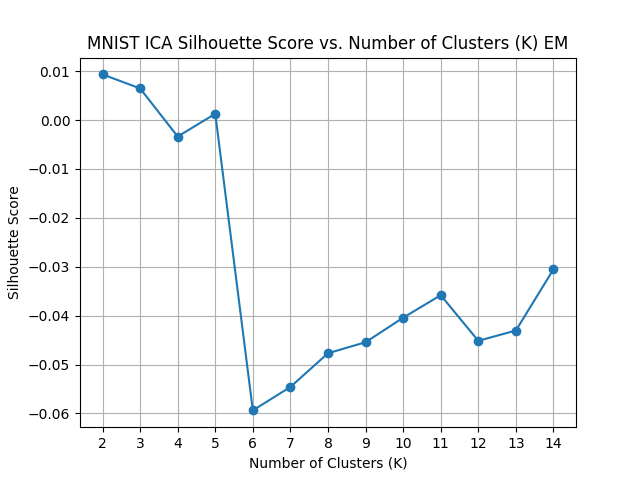 MNIST ICA Silhouette Score vs. Number of Clusters (K) EM
0.01
0.00
−0.01
−0.02
−0.03
−0.04
−0.05
−0.06
Silhouette Score
2 3 4 5 6 7 8 9 10 11 12 13 14
Number of Clusters (K)